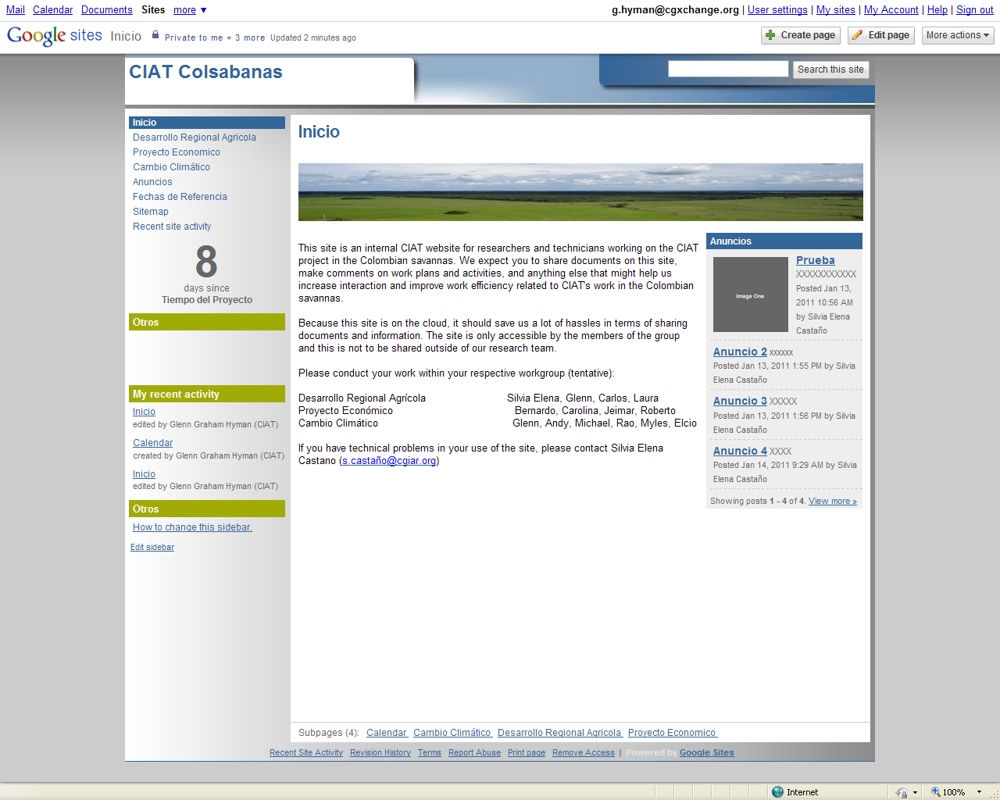 Mail Calendar Documents Sites more ▼
g.hyman@cgxchange.org | User settings | My sites | My Account | Help | Sign out
Google sites Inicio Private to me + 3 more Updated 2 minutes ago
Create page Edit page More actions
CIAT Colsabanas
Search this site
Inicio
Desarrollo Regional Agricola
Proyecto Economico
Cambio Climático
Anuncios
Fechas de Referencia
Sitemap
Recent site activity
8
days since
Tiempo del Proyecto
Otros
My recent activity
Inicio
edited by Glenn Graham Hyman (CIAT)
Calendar
created by Glenn Graham Hyman (CIAT)
Inicio
edited by Glenn Graham Hyman (CIAT)
Otros
How to change this sidebar.
Edit sidebar
Inicio
This site is an internal CIAT website for researchers and technicians working on the CIAT
project in the Colombian savannas. We expect you to share documents on this site,
make comments on work plans and activities, and anything else that might help us
increase interaction and improve work efficiency related to CIAT's work in the Colombian
savannas.
Because this site is on the cloud, it should save us a lot of hassles in terms of sharing
documents and information. The site is only accessible by the members of the group
and this is not to be shared outside of our research team.
Please conduct your work within your respective workgroup (tentative):
Desarrollo Regional Agrícola Silvia Elena, Glenn, Carlos, Laura
Proyecto Económico Bernardo, Carolina, Jeimar, Roberto
Cambio Climático Glenn, Andy, Michael, Rao, Myles, Elcio
If you have technical problems in your use of the site, please contact Silvia Elena
Castano (s.castaño@cgiar.org)
Anuncios
Image One
Prueba
XXXXXXXXXXX
Posted Jan 13,
2011 10:56 AM
by Silvia Elena
Castaño
Anuncio 2 xxxxxx
Posted Jan 13, 2011 1:55 PM by Silvia
Elena Castaño
Anuncio 3 XXXXX
Posted Jan 13, 2011 1:56 PM by Silvia
Elena Castaño
Anuncio 4 XXXX
Posted Jan 14, 2011 9:29 AM by Silvia
Elena Castaño
Showing posts 1 - 4 of 4. View more »
Subpages (4): Calendar Cambio Climático Desarrollo Regional Agricola Proyecto Economico
Recent Site Activity Revision History Terms Report Abuse Print page Remove Access | Powered by Google Sites
Internet 100%